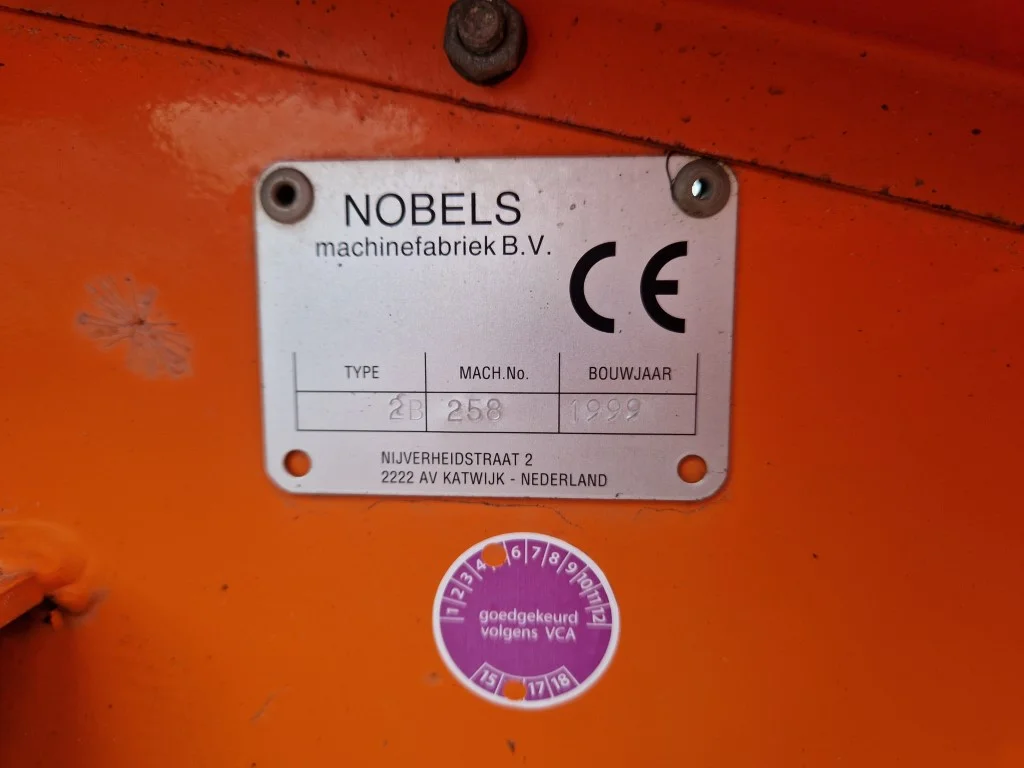 NOBELS
machinefabriek B.V.
CE
TYPE MACH.No. BOUWJAAR
2B 258 1999
NIJVERHEIDSTRAAT 2
2222 AV KATWIJK - NEDERLAND
1 2 3 4 6 7 8 9 10 11 12
goedgekeurd
volgens VCA
15 17 18